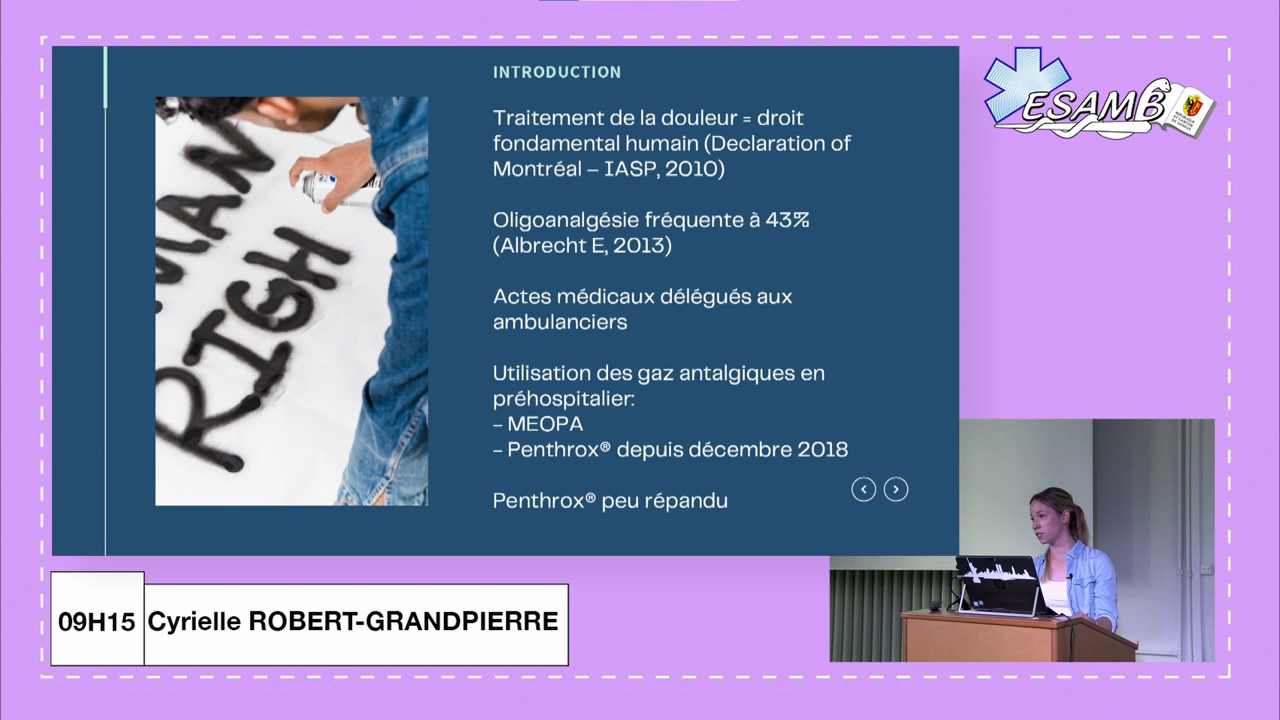 INTRODUCTION
Traitement de la douleur = droit
fondamental humain (Declaration of
Montréal – IASP, 2010)
Oligoanalgésie fréquente à 43%
(Albrecht E, 2013)
Actes médicaux délégués aux
ambulanciers
Utilisation des gaz antalgiques en
préhospitalier:
– MEOPA
– Penthrox® depuis décembre 2018
Penthrox® peu répandu
MAN
RIGH
ESAMB
09H15
Cyrielle ROBERT-GRANDPIERRE